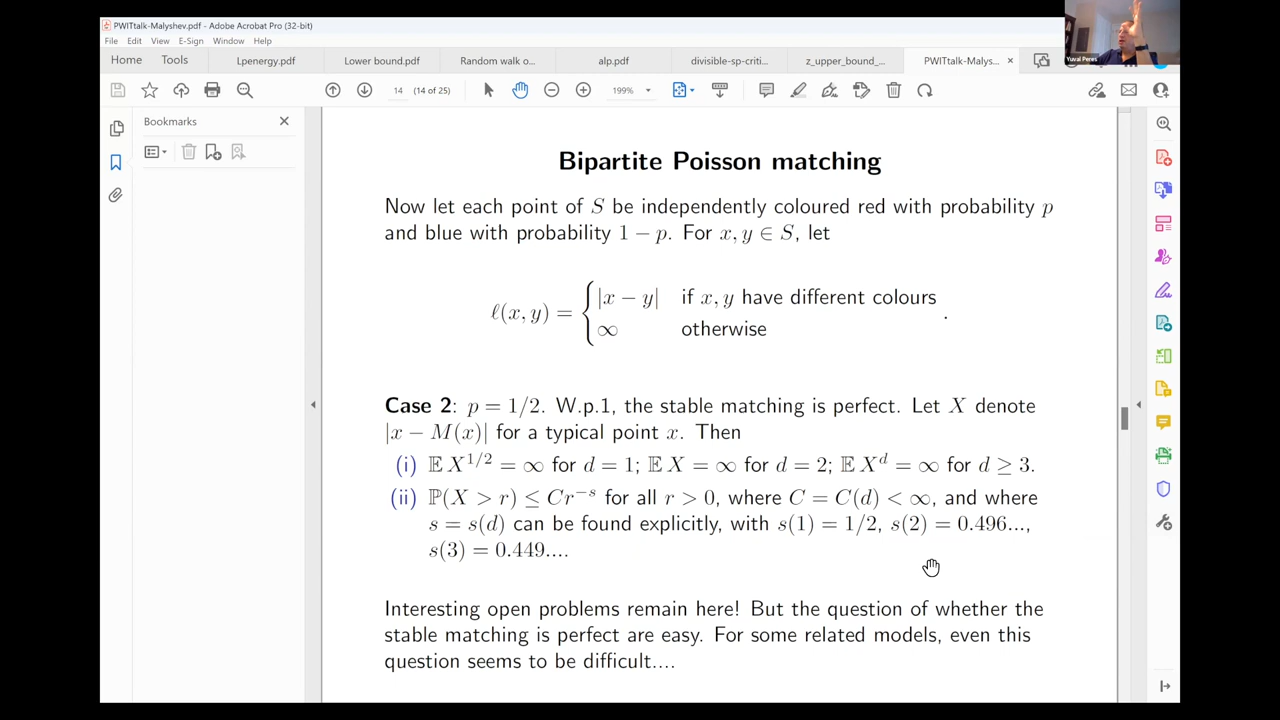 PWITtalk-Malyshev.pdf - Adobe Acrobat Pro (32-bit)
File Edit View E-Sign Window Help
Home Tools Lpenergy.pdf Lower bound.pdf Random walk o... alp.pdf divisible-sp-criti... z_upper_bound_... PWITtalk-Malys... ×
14 (14 of 25) 199%
Bookmarks
Yuval Peres
Bipartite Poisson matching
Now let each point of S be independently coloured red with probability p
and blue with probability 1 − p. For x, y ∈ S, let
ℓ(x, y) = { |x − y| if x, y have different colours
∞ otherwise .
Case 2: p = 1/2. W.p.1, the stable matching is perfect. Let X denote
|x − M(x)| for a typical point x. Then
(i) 𝔼 X^{1/2} = ∞ for d = 1; 𝔼 X = ∞ for d = 2; 𝔼 X^d = ∞ for d ≥ 3.
(ii) ℙ(X > r) ≤ Cr^{−s} for all r > 0, where C = C(d) < ∞, and where
s = s(d) can be found explicitly, with s(1) = 1/2, s(2) = 0.496...,
s(3) = 0.449....
Interesting open problems remain here! But the question of whether the
stable matching is perfect are easy. For some related models, even this
question seems to be difficult....